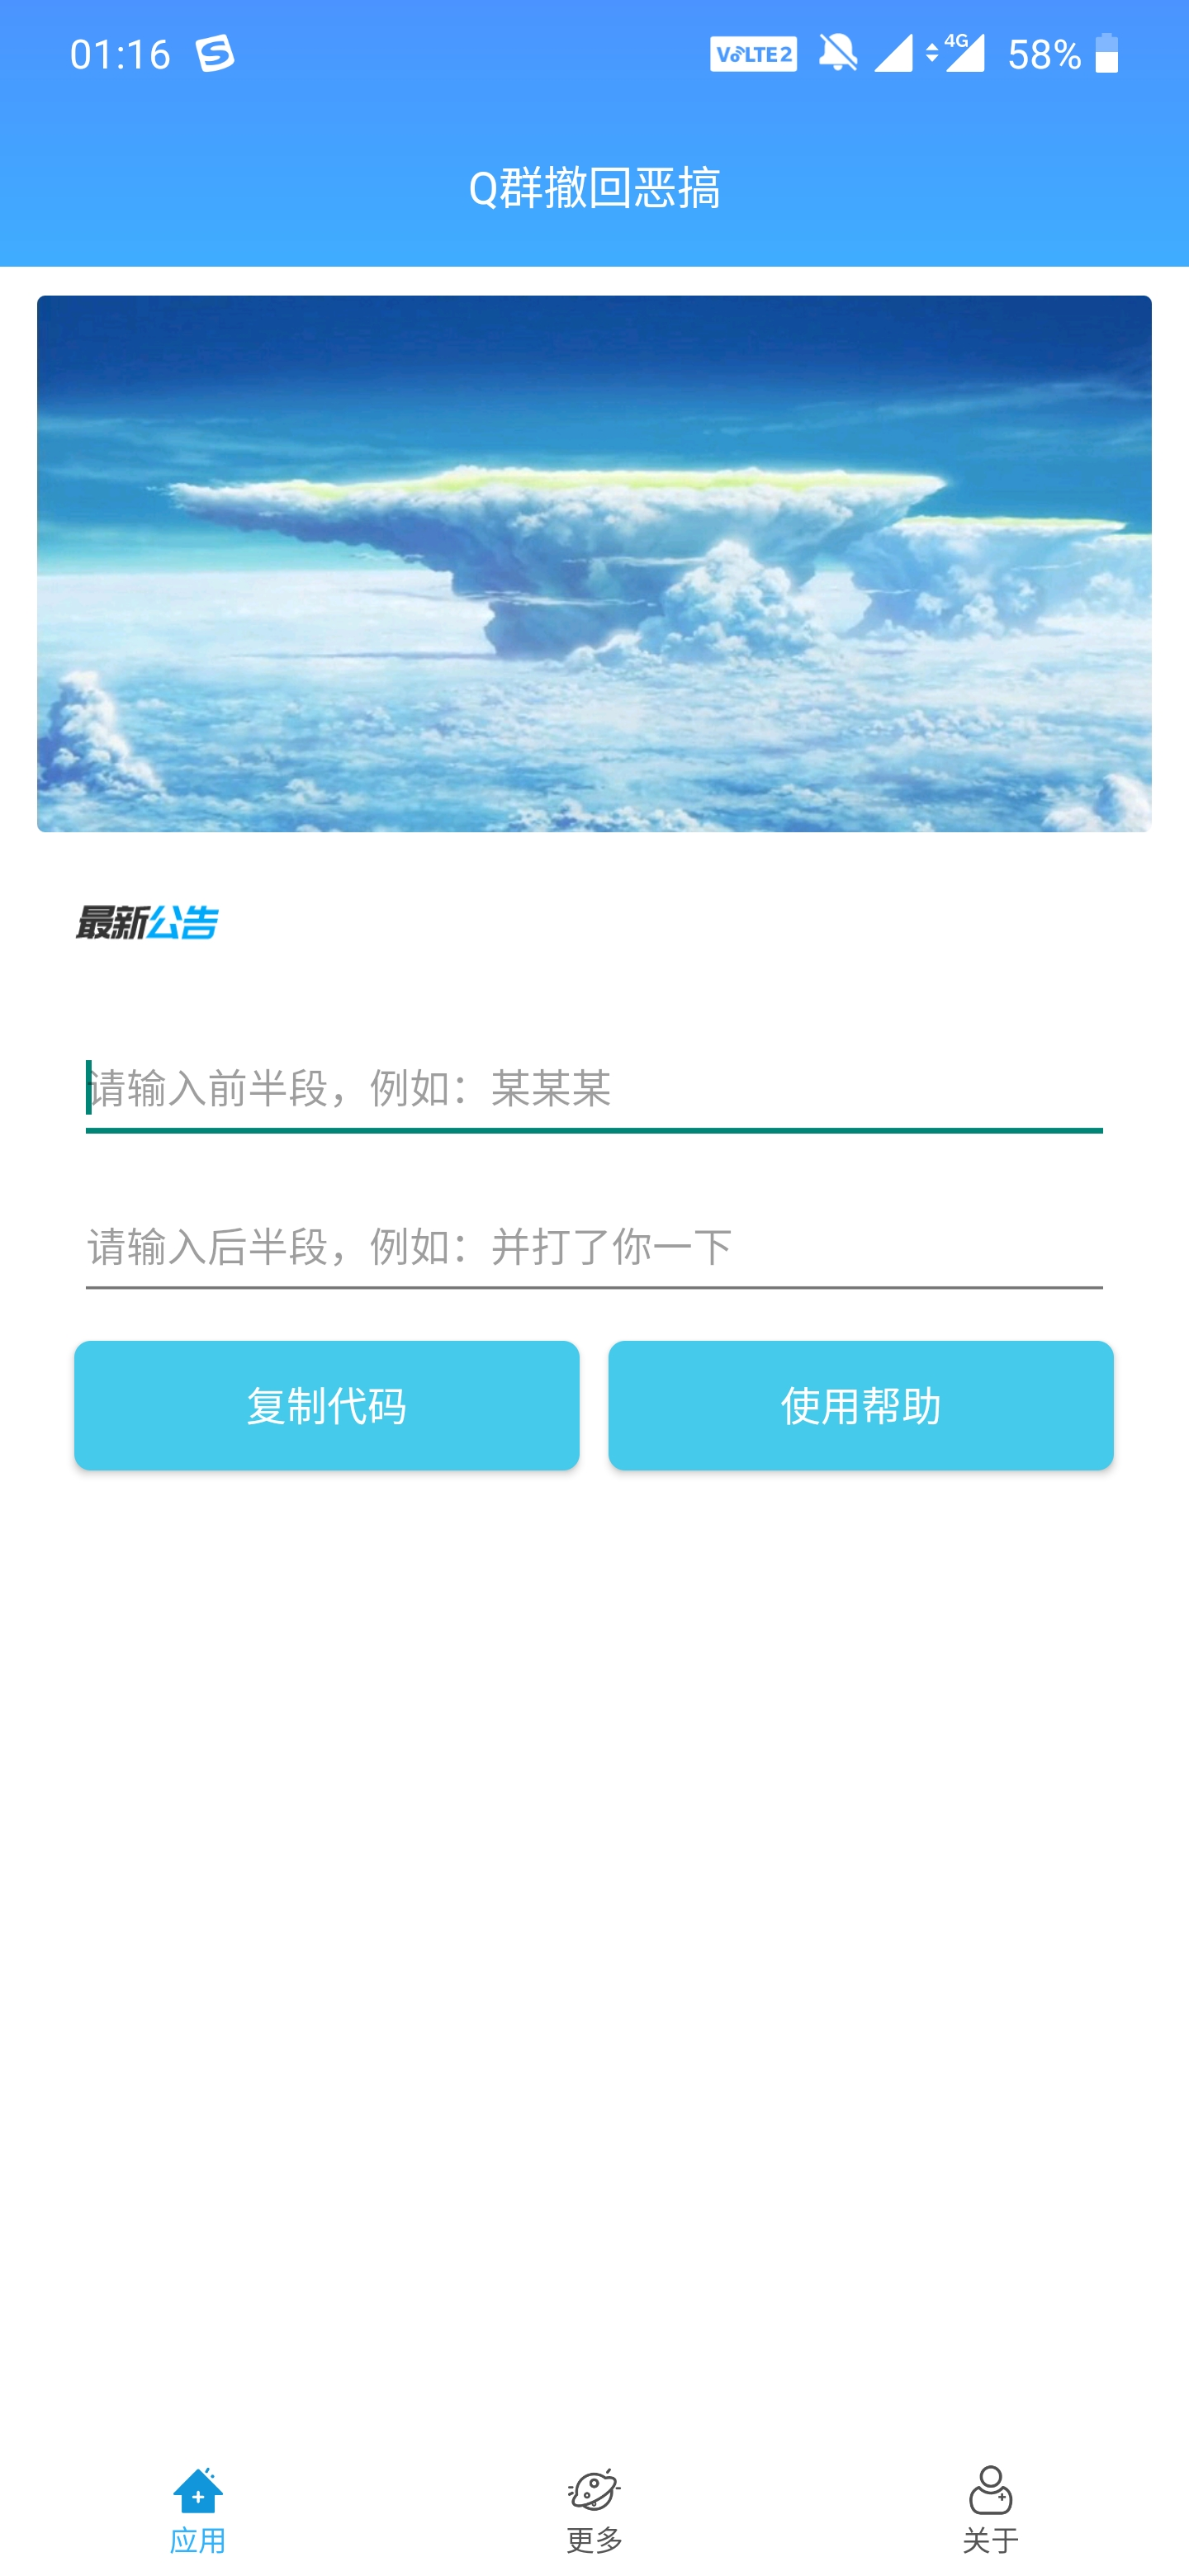 01:16
VoLTE2
4G
58%
Q群撤回恶搞
最新公告
请输入前半段，例如：某某某
请输入后半段，例如：并打了你一下
复制代码 使用帮助
应用 更多 关于